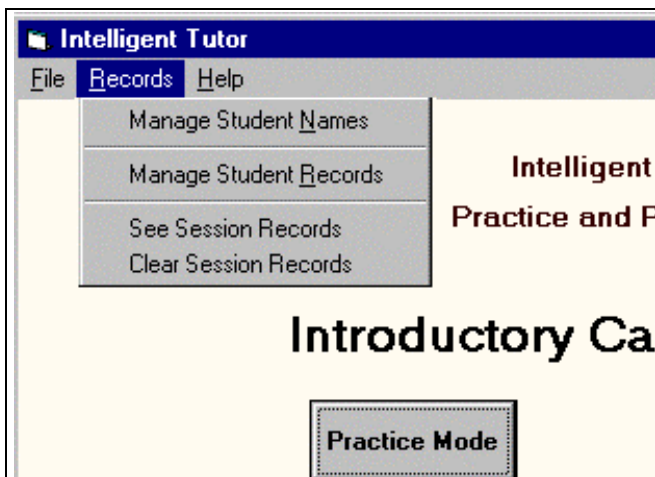 Intelligent Tutor
File Records Help
Manage Student Names
Manage Student Records
See Session Records
Clear Session Records
Intelligent
Practice and P
Introductory Ca
Practice Mode